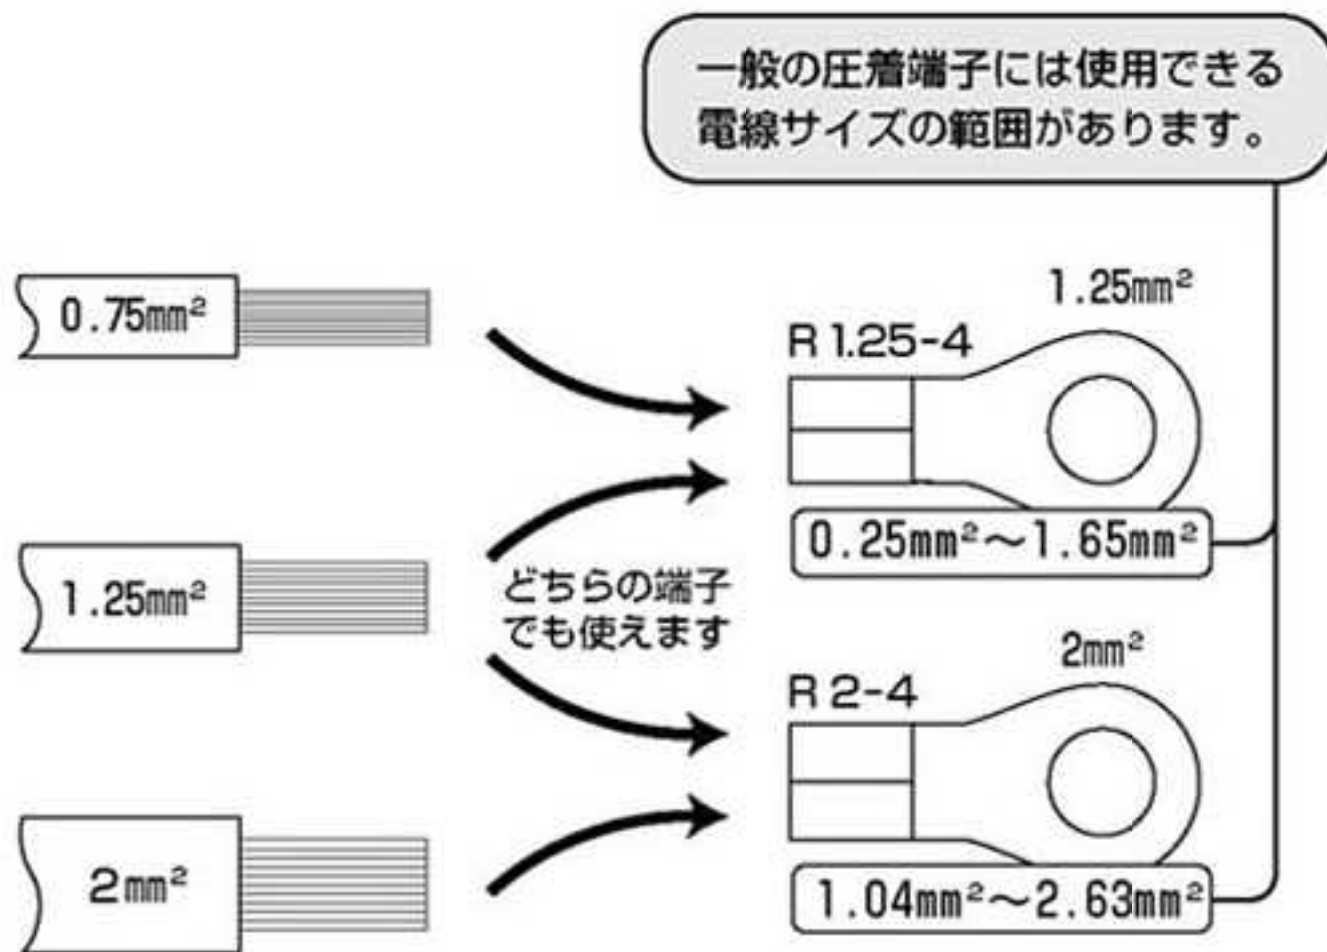 一般の圧着端子には使用できる
電線サイズの範囲があります。
0.75mm²
1.25mm²
R 1.25-4
0.25mm²～1.65mm²
1.25mm²
どちらの端子
でも使えます
2mm²
R 2-4
2mm²
1.04mm²～2.63mm²